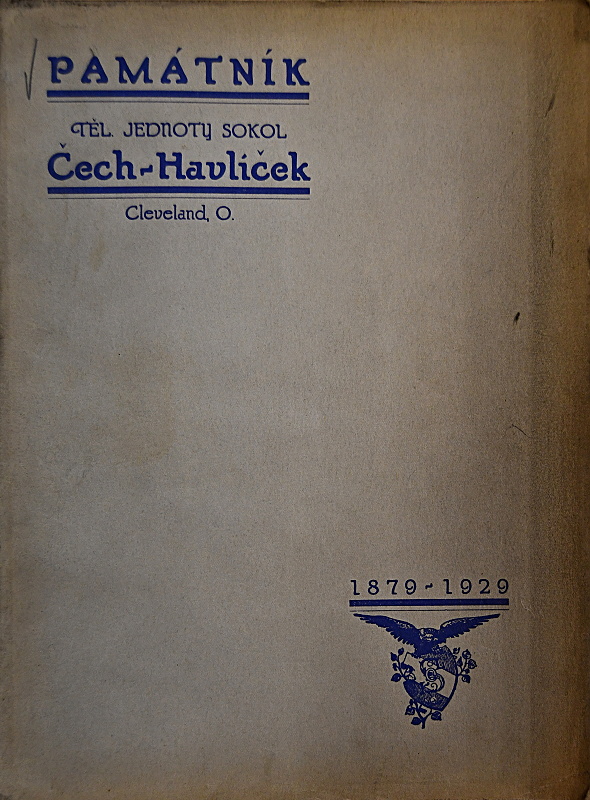 PAMÁTNÍK
TĚL. JEDNOTY SOKOL
Čech-Havlíček
Cleveland, O.
1879-1929